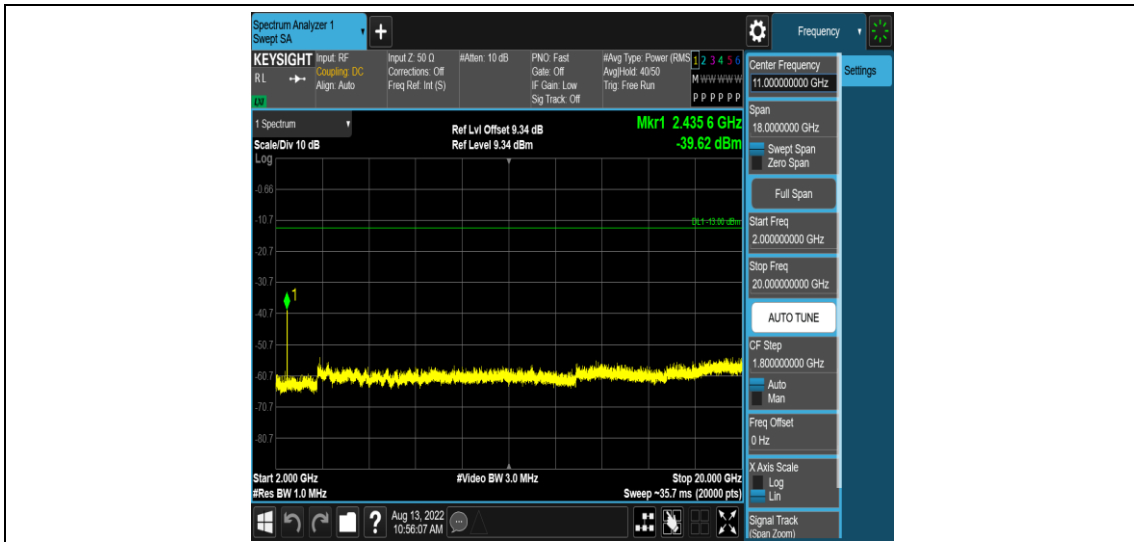 Spectrum Analyzer 1
Swept SA
+
Frequency
KEYSIGHT
RL
LM
Input: RF
Coupling: DC
Align: Auto
Input Z: 50 Ω
Corrections: Off
Freq Ref: Int (S)
#Atten: 10 dB
PNO: Fast
Gate: Off
IF Gain: Low
Sig Track: Off
#Avg Type: Power (RMS
Avg|Hold: 40/50
Trig: Free Run
1 2 3 4 5 6
M W W W W W
P P P P P P
Center Frequency
11.000000000 GHz
Settings
1 Spectrum
Scale/Div 10 dB
Log
Ref Lvl Offset 9.34 dB
Ref Level 9.34 dBm
Mkr1 2.435 6 GHz
-39.62 dBm
Span
18.0000000 GHz
Swept Span
Zero Span
Full Span
Start Freq
2.000000000 GHz
Stop Freq
20.000000000 GHz
AUTO TUNE
CF Step
1.800000000 GHz
Auto
Man
Freq Offset
0 Hz
X Axis Scale
Log
Lin
Signal Track
(Span Zoom)
-0.66
-10.7
DL1 -13.00 dBm
-20.7
-30.7
1
-40.7
-50.7
-60.7
-70.7
-80.7
Start 2.000 GHz
#Res BW 1.0 MHz
#Video BW 3.0 MHz
Stop 20.000 GHz
Sweep ~35.7 ms (20000 pts)
?
Aug 13, 2022
10:56:07 AM